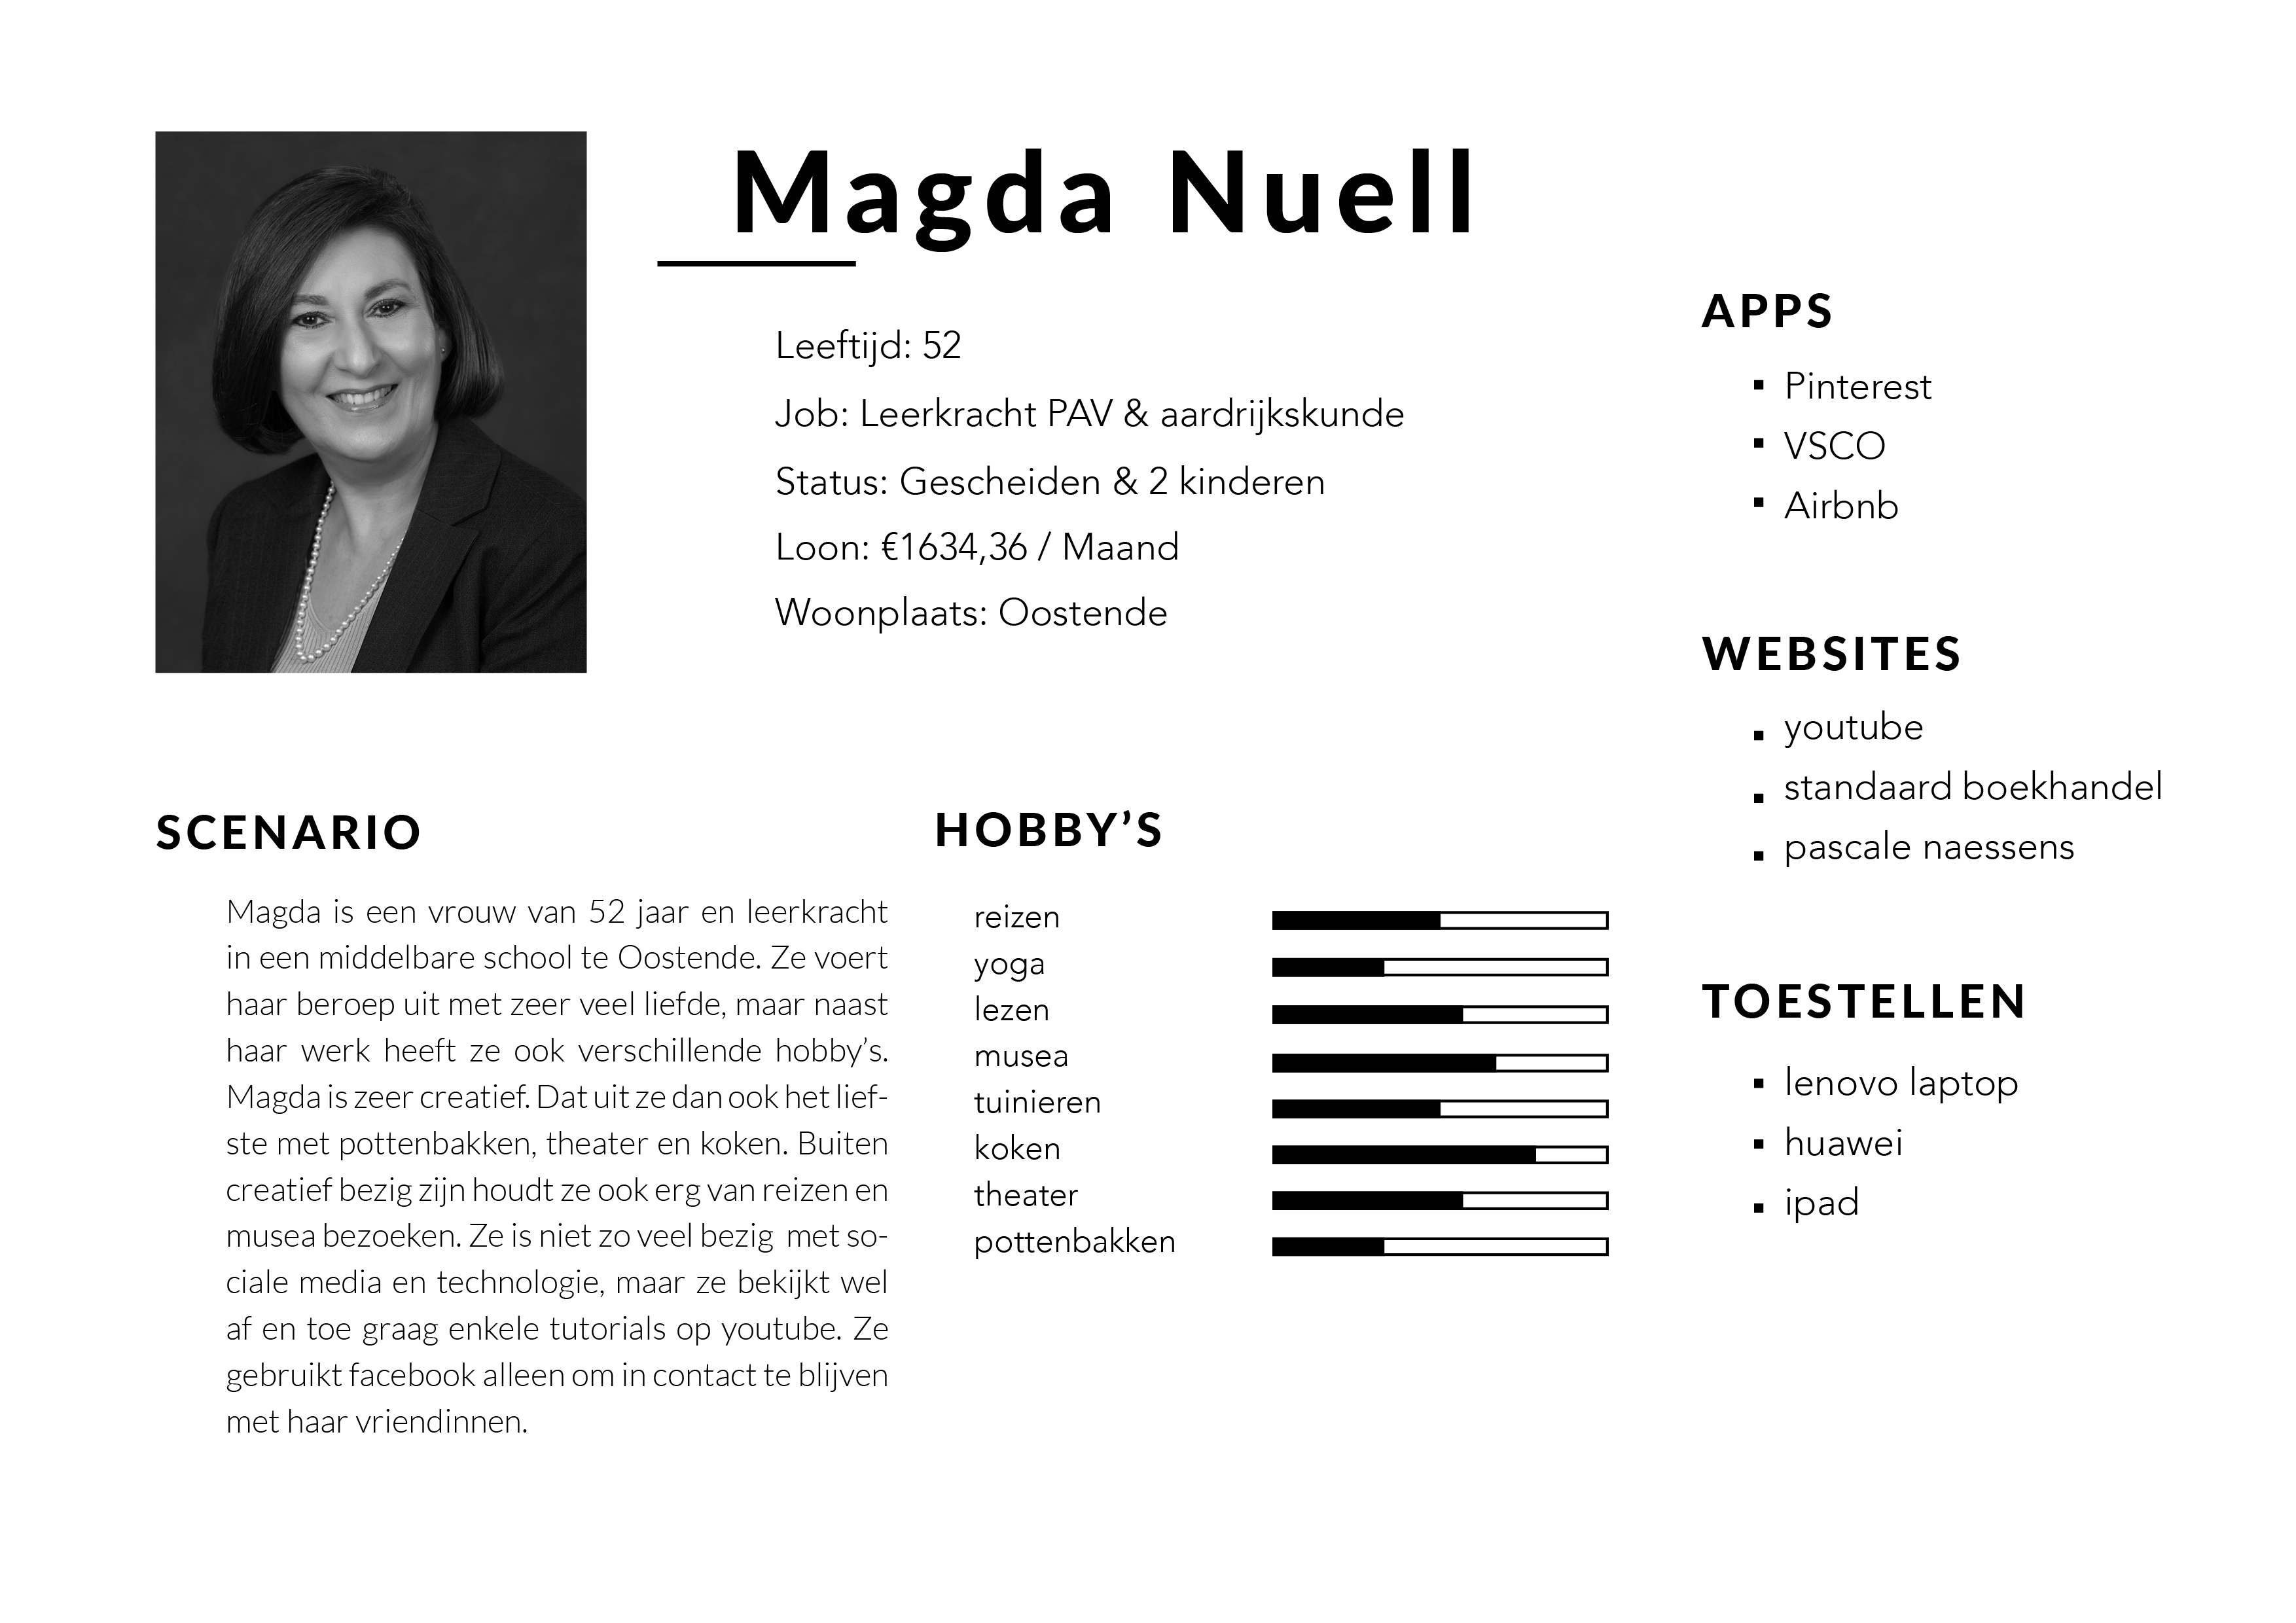 Magda Nuell
Leeftijd: 52
Job: Leerkracht PAV & aardrijkskunde
Status: Gescheiden & 2 kinderen
Loon: €1634,36 / Maand
Woonplaats: Oostende
SCENARIO
Magda is een vrouw van 52 jaar en leerkracht
in een middelbare school te Oostende. Ze voert
haar beroep uit met zeer veel liefde, maar naast
haar werk heeft ze ook verschillende hobby’s.
Magda is zeer creatief. Dat uit ze dan ook het lief-
ste met pottenbakken, theater en koken. Buiten
creatief bezig zijn houdt ze ook erg van reizen en
musea bezoeken. Ze is niet zo veel bezig  met so-
ciale media en technologie, maar ze bekijkt wel
af en toe graag enkele tutorials op youtube. Ze
gebruikt facebook alleen om in contact te blijven
met haar vriendinnen.
HOBBY’S
reizen
yoga
lezen
musea
tuinieren
koken
theater
pottenbakken
APPS
▪ Pinterest
▪ VSCO
▪ Airbnb
WEBSITES
▪ youtube
▪ standaard boekhandel
▪ pascale naessens
TOESTELLEN
▪ lenovo laptop
▪ huawei
▪ ipad